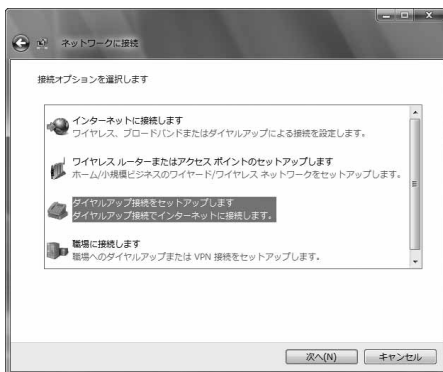 ネットワークに接続
接続オプションを選択します
インターネットに接続します
ワイヤレス、ブロードバンドまたはダイヤルアップによる接続を設定します。
ワイヤレス ルーターまたはアクセス ポイントのセットアップします
ホーム/小規模ビジネスのワイヤード/ワイヤレス ネットワークをセットアップします。
ダイヤルアップ接続をセットアップします
ダイヤルアップ接続でインターネットに接続します。
職場に接続します
職場へのダイヤルアップまたは VPN 接続をセットアップします。
次へ(N) キャンセル